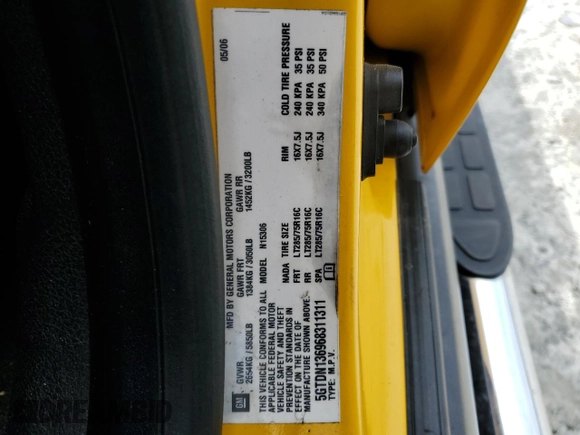 GM
MFD BY GENERAL MOTORS CORPORATION
05/06
GVWR GAWR FRT GAWR RR
2654KG / 5850LB 1384KG / 3050LB 1452KG / 3200LB
THIS VEHICLE CONFORMS TO ALL
APPLICABLE FEDERAL MOTOR
VEHICLE SAFETY AND THEFT
PREVENTION STANDARDS IN
EFFECT ON THE DATE OF
MANUFACTURE SHOWN ABOVE.
5GTDN136968311311
TYPE: M.P.V.
MODEL N15306
NADA TIRE SIZE RIM COLD TIRE PRESSURE
FRT LT285/75R16C 16X7.5J 240 KPA 35 PSI
RR LT285/75R16C 16X7.5J 240 KPA 35 PSI
SPA LT285/75R16C 16X7.5J 340 KPA 50 PSI